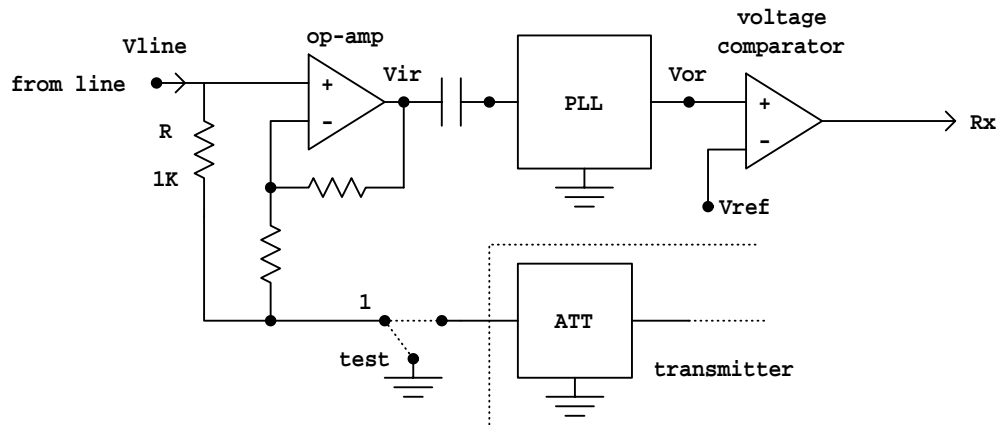 voltage
comparator
op-amp
Vline
from line
Vir
Vor
+
-
PLL
+
-
Rx
R
1K
Vref
1
ATT
test
transmitter